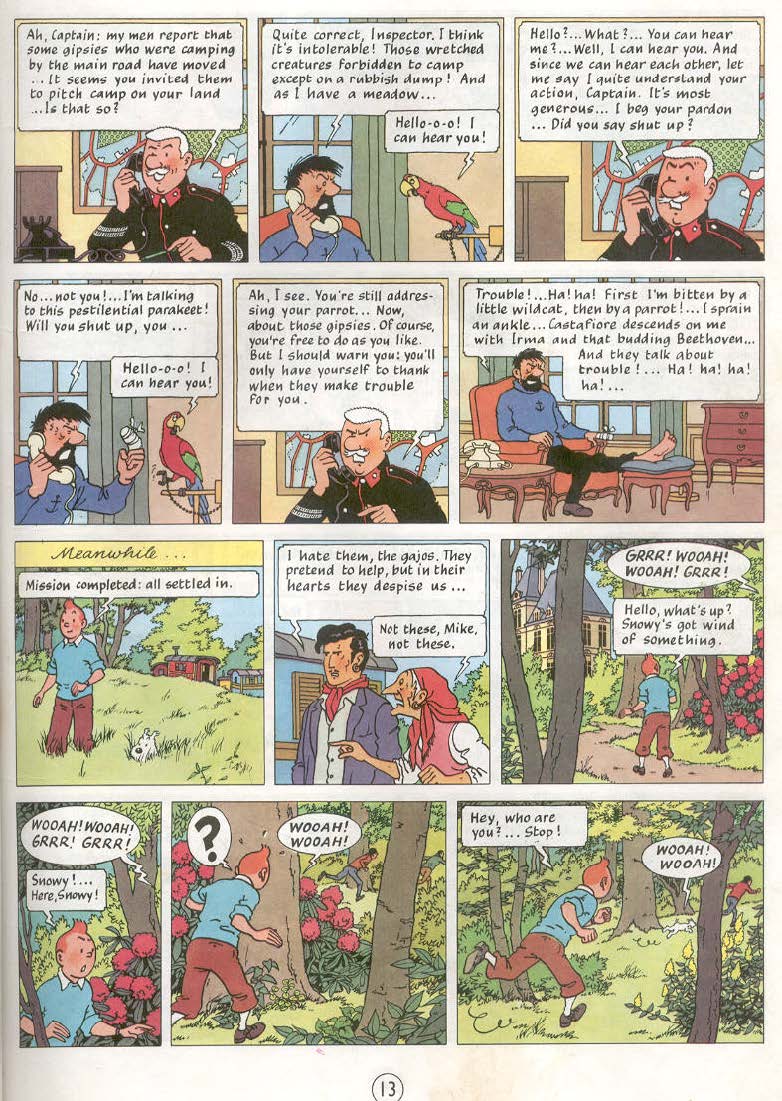 Ah, Captain: my men report that
some gipsies who were camping
by the main road have moved
... It seems you invited them
to pitch camp on your land
... Is that so?
Quite correct, Inspector. I think
it's intolerable! Those wretched
creatures forbidden to camp
except on a rubbish dump! And
as I have a meadow...
Hello-o-o! I
can hear you!
Hello?... What?... You can hear
me?... Well, I can hear you. And
since we can hear each other, let
me say I quite understand your
action, Captain. It's most
generous... I beg your pardon
... Did you say shut up?
No... not you!... I'm talking
to this pestilential parakeet!
Will you shut up, you ...
Hello-o-o! I
can hear you!
Ah, I see. You're still addres-
sing your parrot... Now,
about those gipsies. Of course,
you're free to do as you like.
But I should warn you: you'll
only have yourself to thank
when they make trouble
for you.
Trouble!... Ha! ha! First I'm bitten by a
little wildcat, then by a parrot!... I sprain
an ankle... Castafiore descends on me
with Irma and that budding Beethoven...
And they talk about
trouble!... Ha! ha! ha!
ha!...
Meanwhile ...
Mission completed: all settled in.
I hate them, the gajos. They
pretend to help, but in their
hearts they despise us ...
Not these, Mike,
not these.
GRRR! WOOAH!
WOOAH! GRRR!
Hello, what's up?
Snowy's got wind
of something.
WOOAH! WOOAH!
GRRR! GRRR!
Snowy!...
Here, Snowy!
?
WOOAH!
WOOAH!
Hey, who are
you?... Stop!
WOOAH!
WOOAH!
13